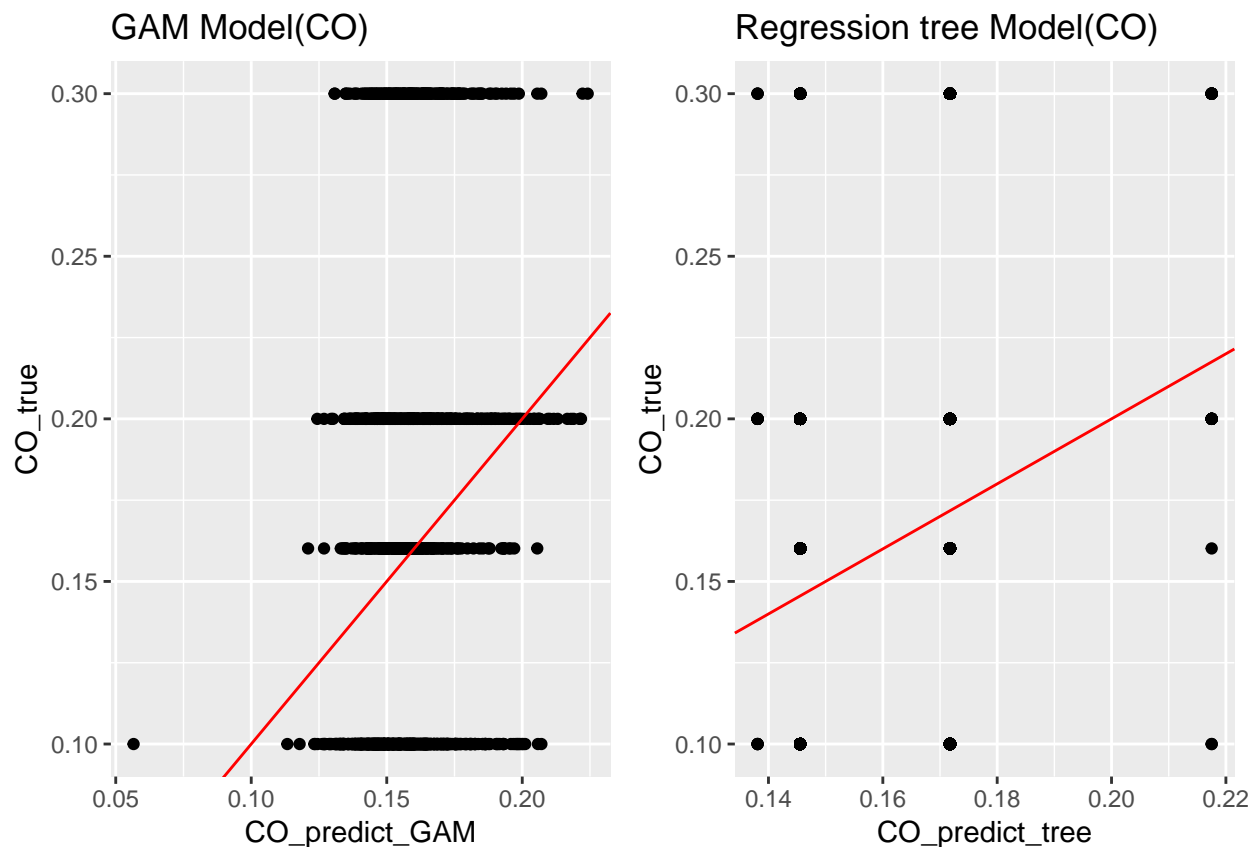 GAM Model(CO)
0.30
0.25
0.20
0.15
0.10
CO_true
0.05 0.10 0.15 0.20
CO_predict_GAM
Regression tree Model(CO)
0.30
0.25
0.20
0.15
0.10
CO_true
0.14 0.16 0.18 0.20 0.22
CO_predict_tree